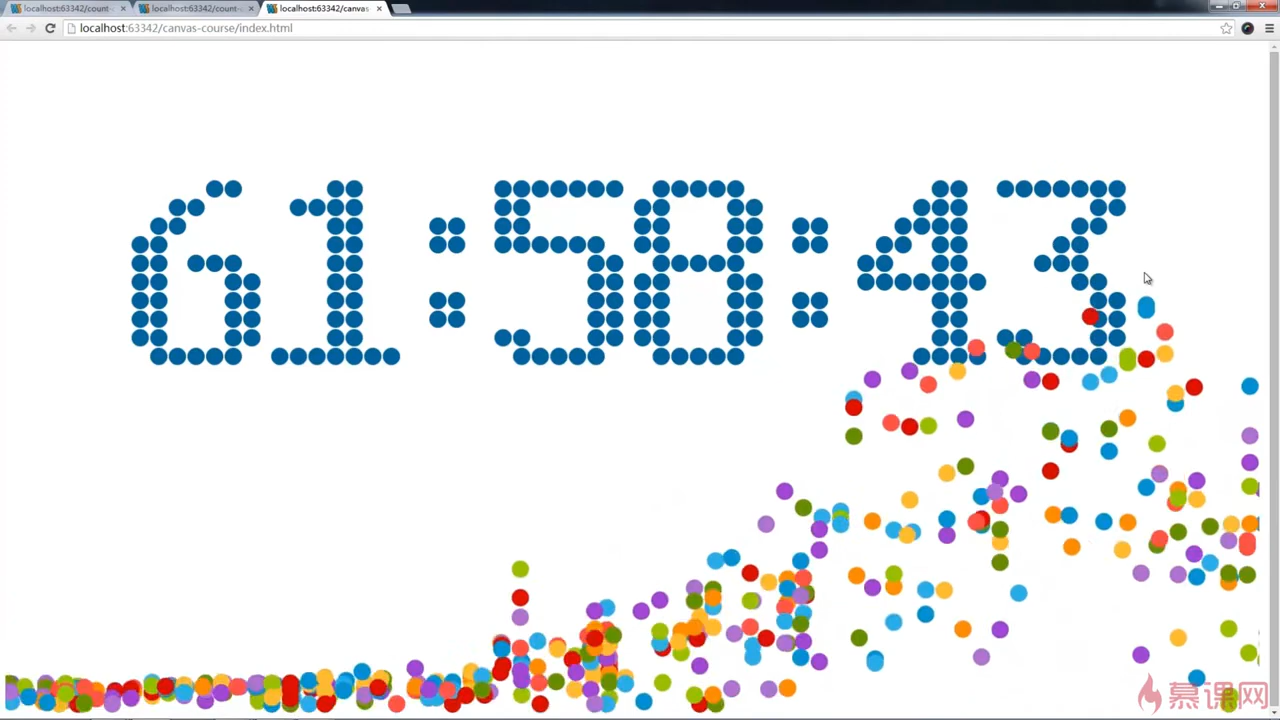 localhost:63342/count-
localhost:63342/count-
localhost:63342/canvas-
localhost:63342/canvas-course/index.html
61:58:43
慕课网